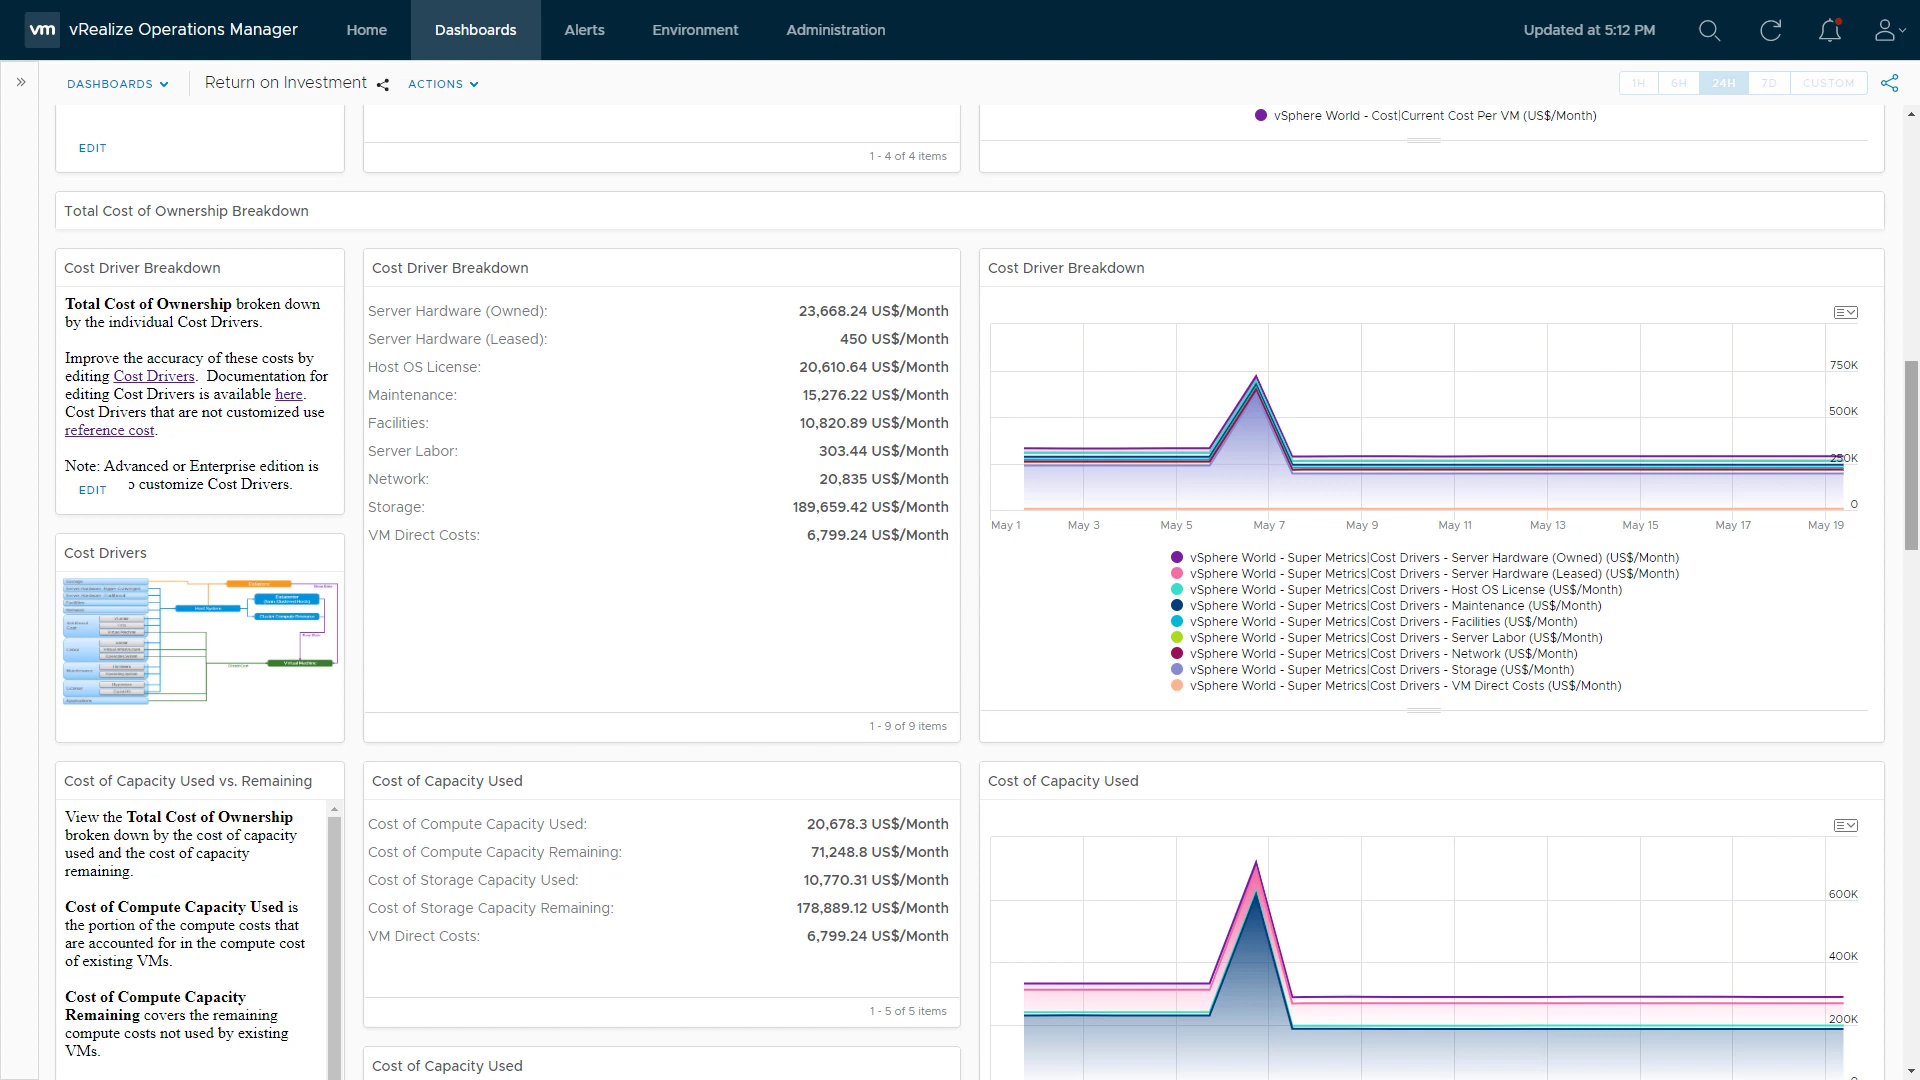 vm vRealize Operations Manager Home Dashboards Alerts Environment Administration Updated at 5:12 PM
DASHBOARDS Return on Investment ACTIONS 1H 6H 24H 7D CUSTOM
EDIT
1 - 4 of 4 items
vSphere World - Cost|Current Cost Per VM (US$/Month)
Total Cost of Ownership Breakdown
Cost Driver Breakdown
Total Cost of Ownership broken down
by the individual Cost Drivers.
Improve the accuracy of these costs by
editing Cost Drivers. Documentation for
editing Cost Drivers is available here.
Cost Drivers that are not customized use
reference cost.
Note: Advanced or Enterprise edition is
EDIT o customize Cost Drivers.
Cost Driver Breakdown
Server Hardware (Owned): 23,668.24 US$/Month
Server Hardware (Leased): 450 US$/Month
Host OS License: 20,610.64 US$/Month
Maintenance: 15,276.22 US$/Month
Facilities: 10,820.89 US$/Month
Server Labor: 303.44 US$/Month
Network: 20,835 US$/Month
Storage: 189,659.42 US$/Month
VM Direct Costs: 6,799.24 US$/Month
1 - 9 of 9 items
Cost Driver Breakdown
750K
500K
250K
0
May 1 May 3 May 5 May 7 May 9 May 11 May 13 May 15 May 17 May 19
vSphere World - Super Metrics|Cost Drivers - Server Hardware (Owned) (US$/Month)
vSphere World - Super Metrics|Cost Drivers - Server Hardware (Leased) (US$/Month)
vSphere World - Super Metrics|Cost Drivers - Host OS License (US$/Month)
vSphere World - Super Metrics|Cost Drivers - Maintenance (US$/Month)
vSphere World - Super Metrics|Cost Drivers - Facilities (US$/Month)
vSphere World - Super Metrics|Cost Drivers - Server Labor (US$/Month)
vSphere World - Super Metrics|Cost Drivers - Network (US$/Month)
vSphere World - Super Metrics|Cost Drivers - Storage (US$/Month)
vSphere World - Super Metrics|Cost Drivers - VM Direct Costs (US$/Month)
Cost Drivers
Host System
Virtual Machine
Cost of Capacity Used vs. Remaining
View the Total Cost of Ownership
broken down by the cost of capacity
used and the cost of capacity
remaining.
Cost of Compute Capacity Used is
the portion of the compute costs that
are accounted for in the compute cost
of existing VMs.
Cost of Compute Capacity
Remaining covers the remaining
compute costs not used by existing
VMs.
Cost of Capacity Used
Cost of Compute Capacity Used: 20,678.3 US$/Month
Cost of Compute Capacity Remaining: 71,248.8 US$/Month
Cost of Storage Capacity Used: 10,770.31 US$/Month
Cost of Storage Capacity Remaining: 178,889.12 US$/Month
VM Direct Costs: 6,799.24 US$/Month
1 - 5 of 5 items
Cost of Capacity Used
Cost of Capacity Used
600K
400K
200K